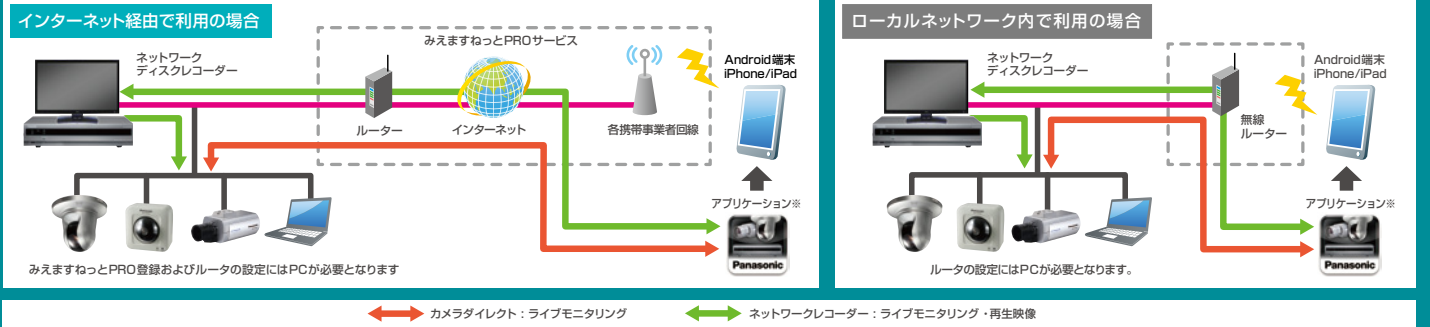 インターネット経由で利用の場合
みえますねっとPROサービス
ネットワーク
ディスクレコーダー
Android端末
iPhone/iPad
ルーター
インターネット
各携帯事業者回線
アプリケーション※
Panasonic
みえますねっとPRO登録およびルータの設定にはPCが必要となります
ローカルネットワーク内で利用の場合
ネットワーク
ディスクレコーダー
Android端末
iPhone/iPad
無線
ルーター
アプリケーション※
Panasonic
ルータの設定にはPCが必要となります。
カメラダイレクト：ライブモニタリング
ネットワークレコーダー：ライブモニタリング・再生映像